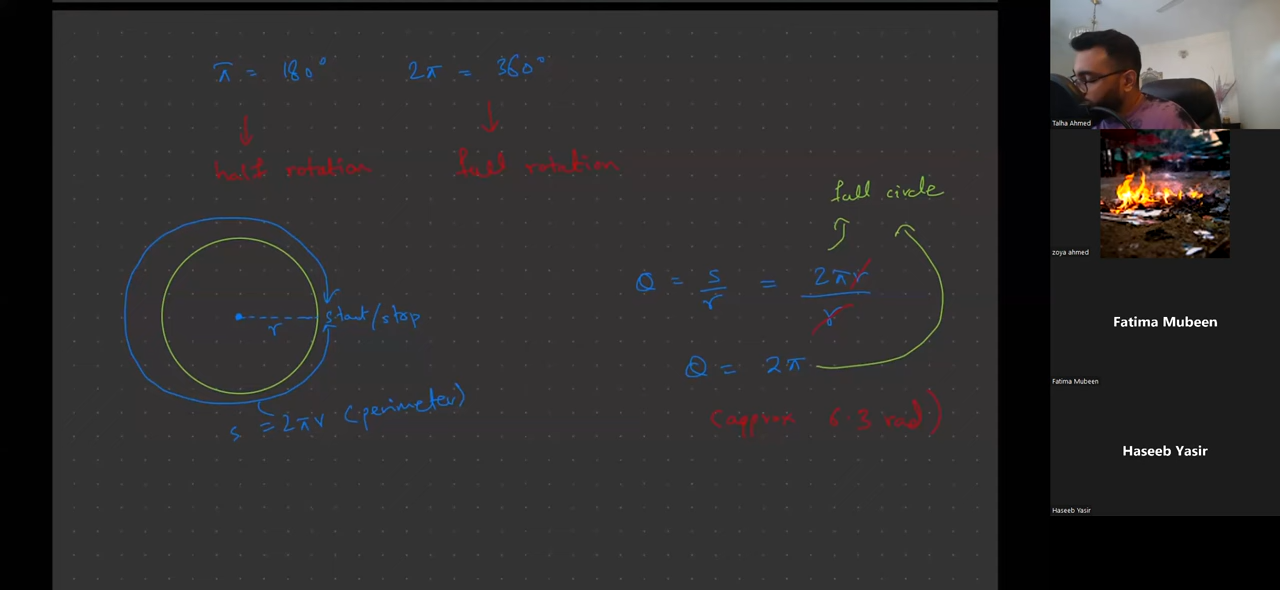 π = 180° 2π = 360°
half rotation full rotation
full circle
Θ = s/r = 2πr/r
r start/stop
Θ = 2π
s = 2πr (perimeter)
(approx 6.3 rad)
Talha Ahmed
zoya ahmed
Fatima Mubeen
Fatima Mubeen
Haseeb Yasir
Haseeb Yasir